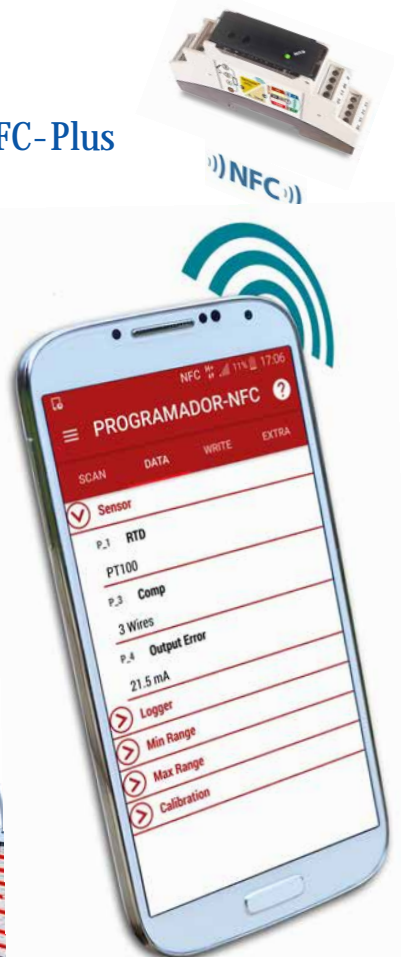 FC-Plus
NFC
NFC 11% 17:06
PROGRAMADOR-NFC ?
SCAN DATA WRITE EXTRA
Sensor
P_1 RTD
PT100
P_3 Comp
3 Wires
P_4 Output Error
21.5 mA
Logger
Min Range
Max Range
Calibration